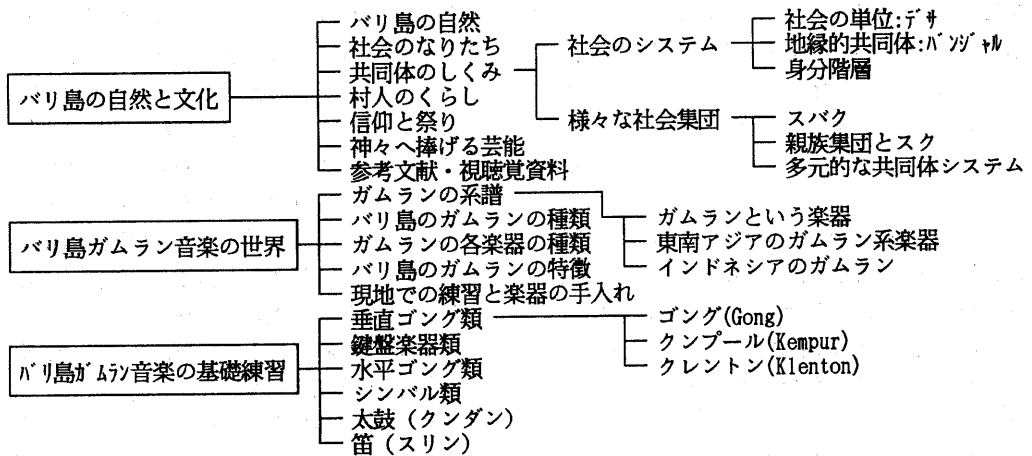 バリ島の自然と文化
バリ島の自然
社会のなりたち
共同体のしくみ
村人のくらし
信仰と祭り
神々へ捧げる芸能
参考文献・視聴覚資料
社会のシステム
社会の単位:ﾃﾞｻ
地縁的共同体:ﾊﾞﾝｼﾞｬﾙ
身分階層
様々な社会集団
スバク
親族集団とスク
多元的な共同体システム
バリ島ガムラン音楽の世界
ガムランの系譜
バリ島のガムランの種類
ガムランの各楽器の種類
バリ島のガムランの特徴
現地での練習と楽器の手入れ
ガムランという楽器
東南アジアのガムラン系楽器
インドネシアのガムラン
ﾊﾞﾘ島ｶﾞﾑﾗﾝ音楽の基礎練習
垂直ゴング類
鍵盤楽器類
水平ゴング類
シンバル類
太鼓（クンダン）
笛（スリン）
ゴング(Gong)
クンプール(Kempur)
クレントン(Klenton)